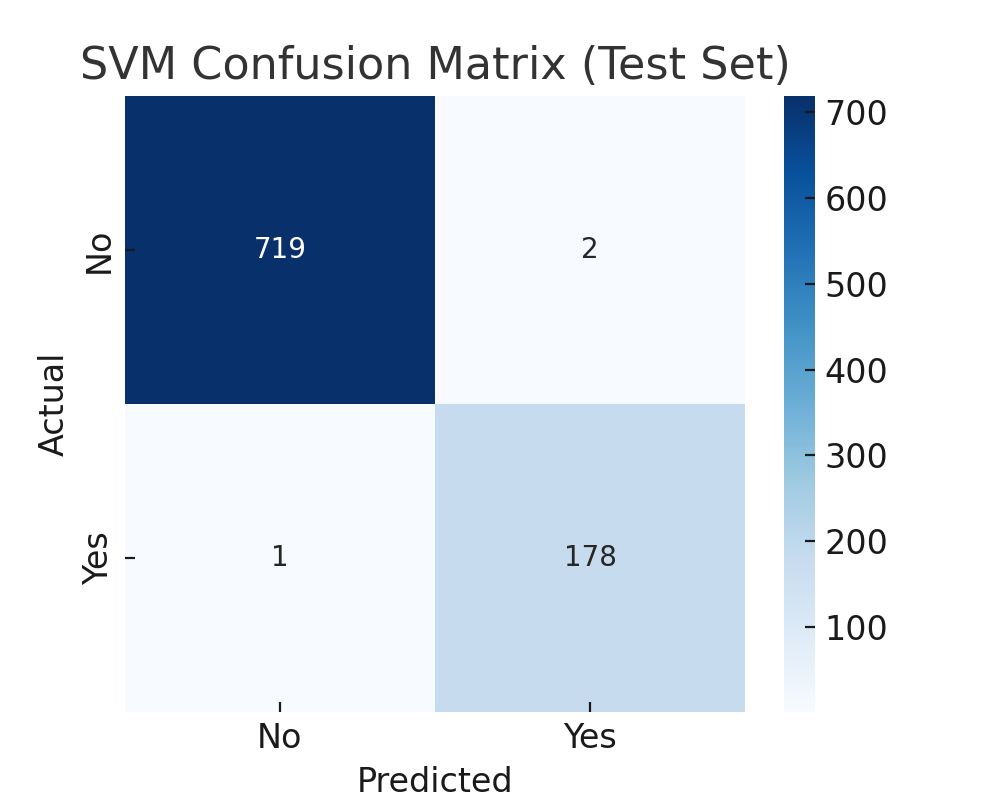 SVM Confusion Matrix (Test Set)
No
719
2
Actual
Yes
1
178
No
Yes
Predicted
700
600
500
400
300
200
100